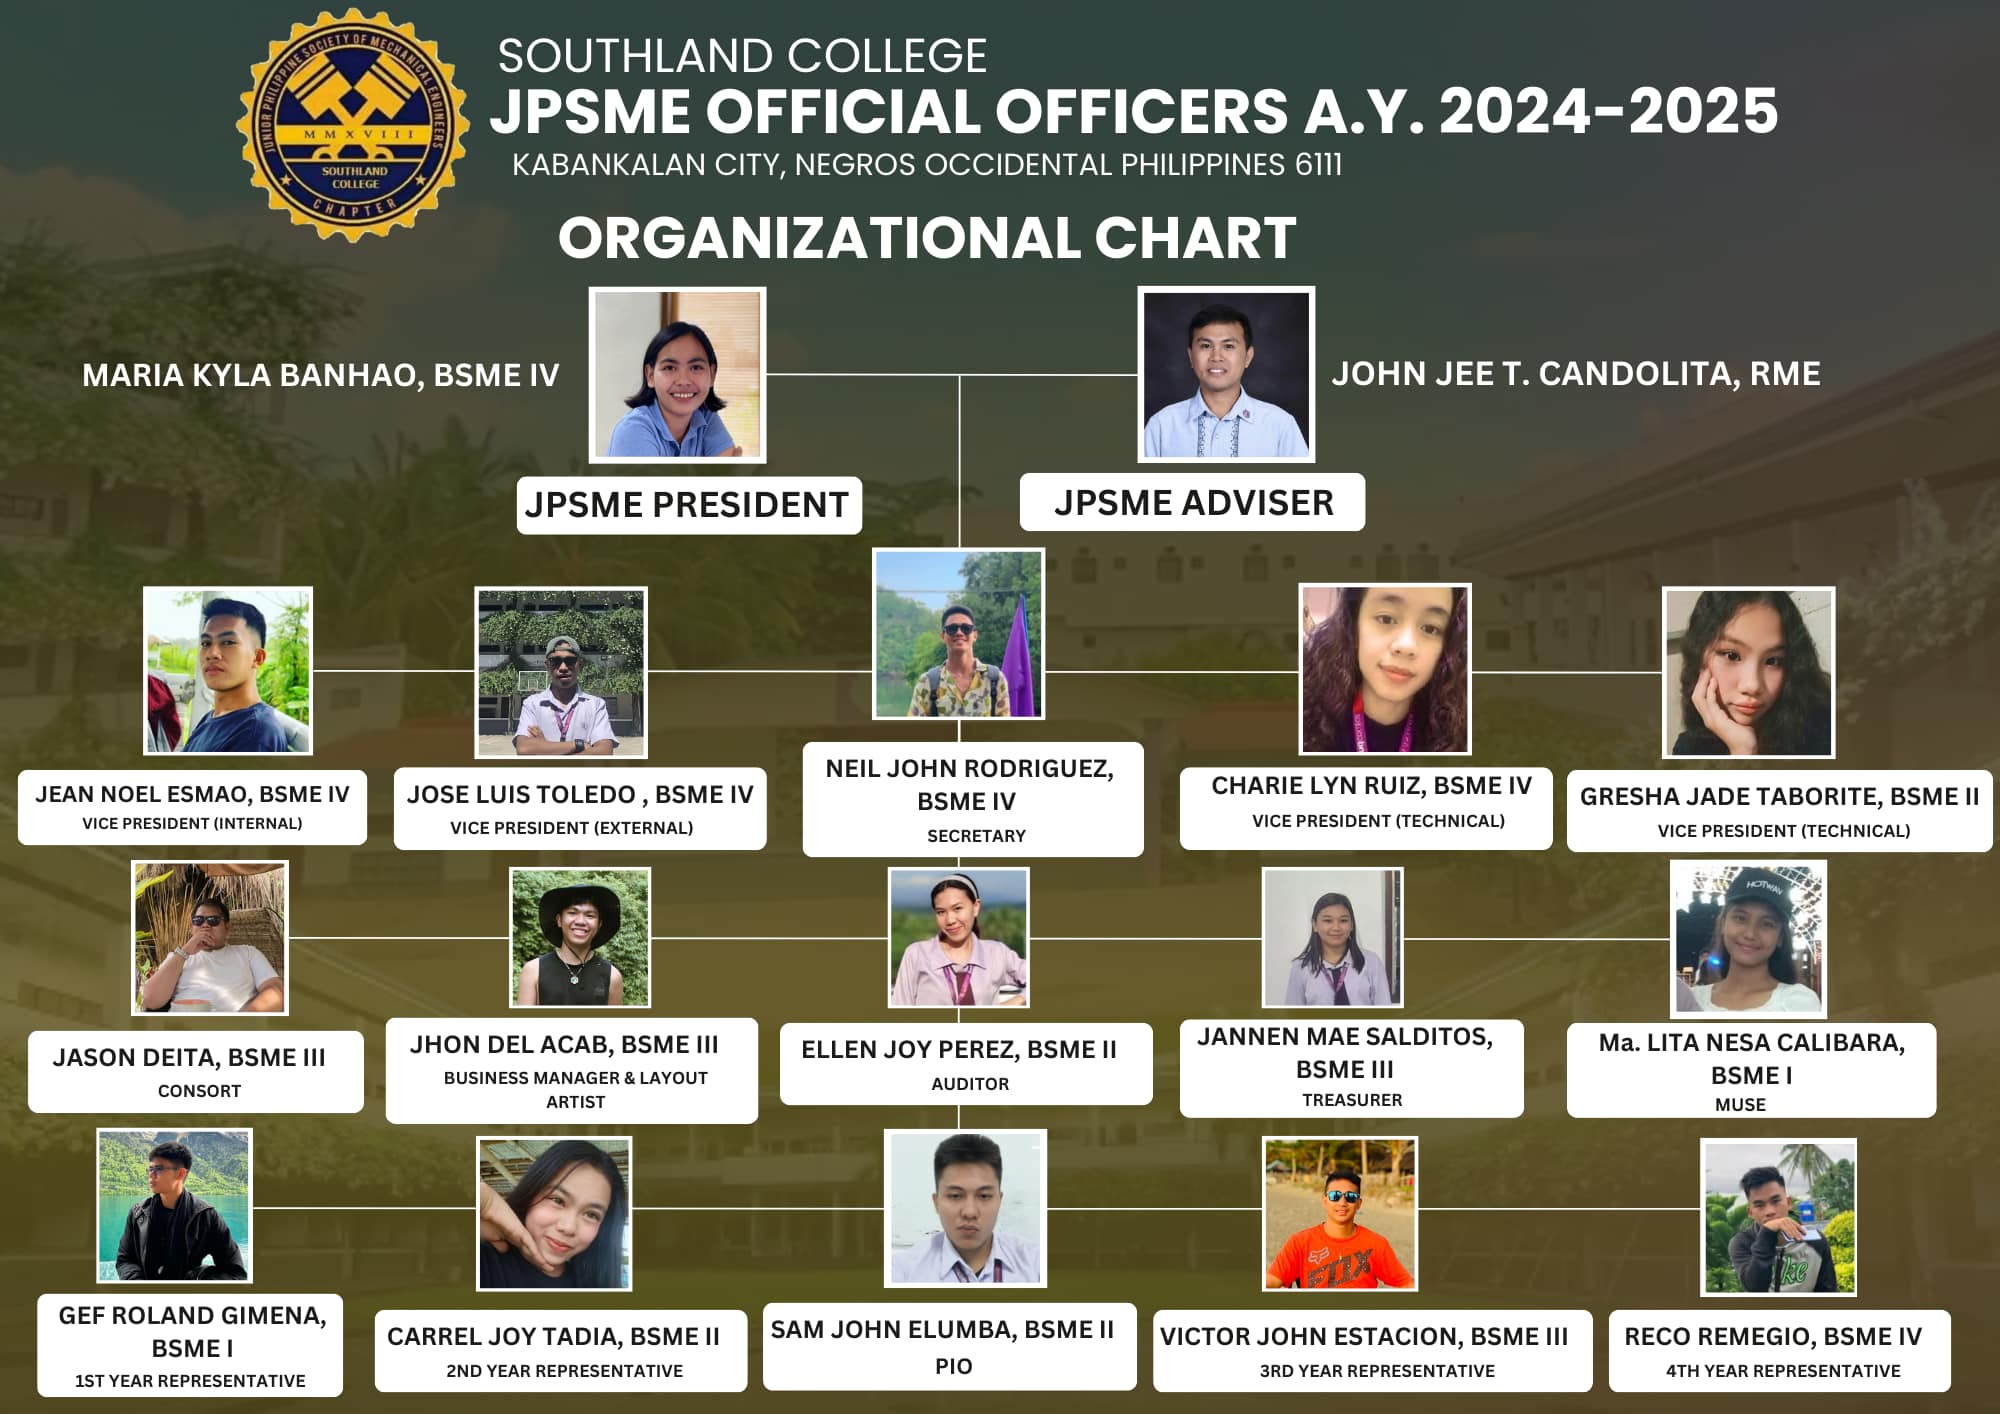 JUNIOR PHILIPPINE SOCIETY OF MECHANICAL ENGINEERS
MMXVIII
SOUTHLAND
COLLEGE
CHAPTER
SOUTHLAND COLLEGE
JPSME OFFICIAL OFFICERS A.Y. 2024-2025
KABANKALAN CITY, NEGROS OCCIDENTAL PHILIPPINES 6111
ORGANIZATIONAL CHART
MARIA KYLA BANHAO, BSME IV
JOHN JEE T. CANDOLITA, RME
JPSME PRESIDENT
JPSME ADVISER
JEAN NOEL ESMAO, BSME IV
VICE PRESIDENT (INTERNAL)
JOSE LUIS TOLEDO , BSME IV
VICE PRESIDENT (EXTERNAL)
NEIL JOHN RODRIGUEZ,
BSME IV
SECRETARY
CHARIE LYN RUIZ, BSME IV
VICE PRESIDENT (TECHNICAL)
GRESHA JADE TABORITE, BSME II
VICE PRESIDENT (TECHNICAL)
HOTWAV
JASON DEITA, BSME III
CONSORT
JHON DEL ACAB, BSME III
BUSINESS MANAGER & LAYOUT
ARTIST
ELLEN JOY PEREZ, BSME II
AUDITOR
JANNEN MAE SALDITOS,
BSME III
TREASURER
Ma. LITA NESA CALIBARA,
BSME I
MUSE
FOX
ke
GEF ROLAND GIMENA,
BSME I
1ST YEAR REPRESENTATIVE
CARREL JOY TADIA, BSME II
2ND YEAR REPRESENTATIVE
SAM JOHN ELUMBA, BSME II
PIO
VICTOR JOHN ESTACION, BSME III
3RD YEAR REPRESENTATIVE
RECO REMEGIO, BSME IV
4TH YEAR REPRESENTATIVE